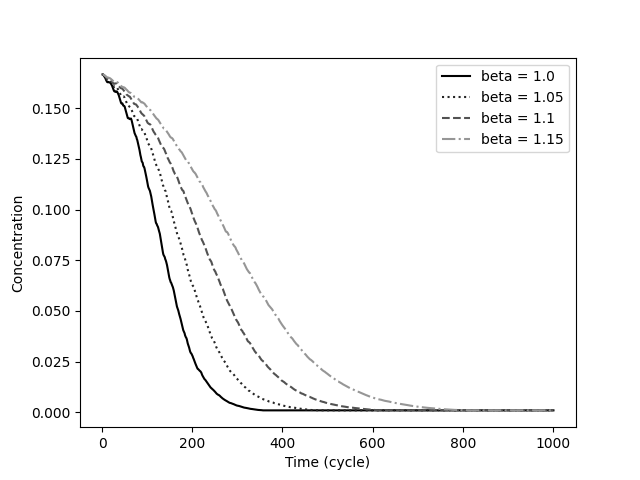 beta = 1.0
beta = 1.05
beta = 1.1
beta = 1.15
Concentration
0.150
0.125
0.100
0.075
0.050
0.025
0.000
0 200 400 600 800 1000
Time (cycle)